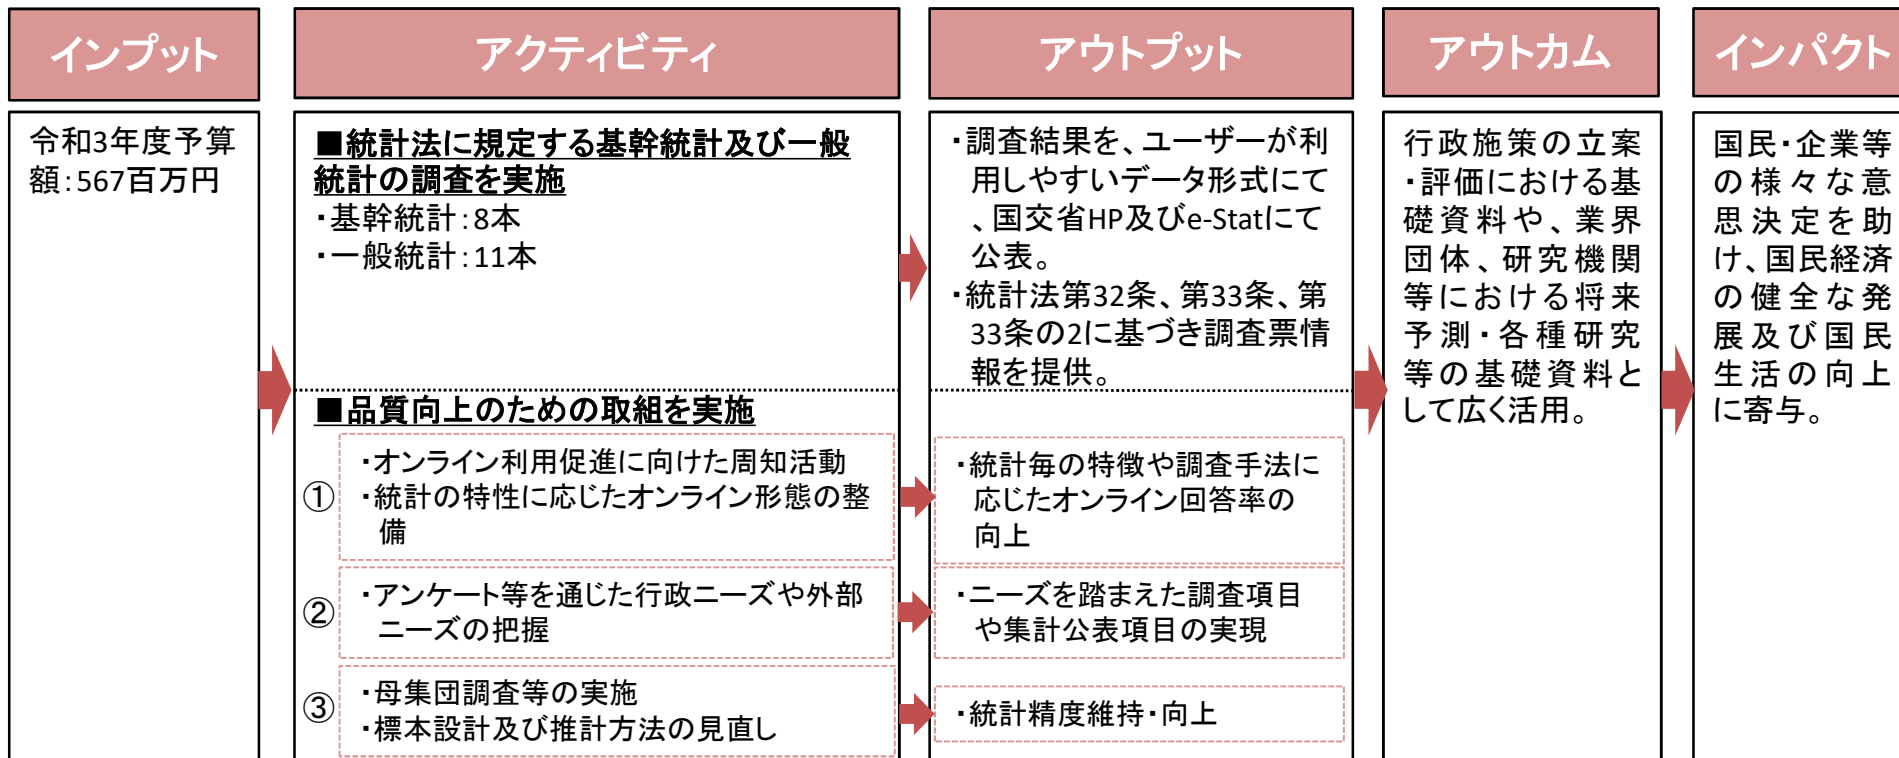 インプット
アクティビティ
アウトプット
アウトカム
インパクト
令和3年度予算
額：567百万円
■統計法に規定する基幹統計及び一般
統計の調査を実施
・基幹統計：8本
・一般統計：11本
■品質向上のための取組を実施
①
・オンライン利用促進に向けた周知活動
・統計の特性に応じたオンライン形態の整
備
②
・アンケート等を通じた行政ニーズや外部
ニーズの把握
③
・母集団調査等の実施
・標本設計及び推計方法の見直し
・調査結果を、ユーザーが利
用しやすいデータ形式にて
、国交省HP及びe-Statにて
公表。
・統計法第32条、第33条、第
33条の2に基づき調査票情
報を提供。
・統計毎の特徴や調査手法に
応じたオンライン回答率の
向上
・ニーズを踏まえた調査項目
や集計公表項目の実現
・統計精度維持・向上
行政施策の立案
・評価における基
礎資料や、業界
団体、研究機関
等における将来
予測・各種研究
等の基礎資料と
して広く活用。
国民・企業等
の様々な意
思決定を助
け、国民経済
の健全な発
展及び国民
生活の向上
に寄与。